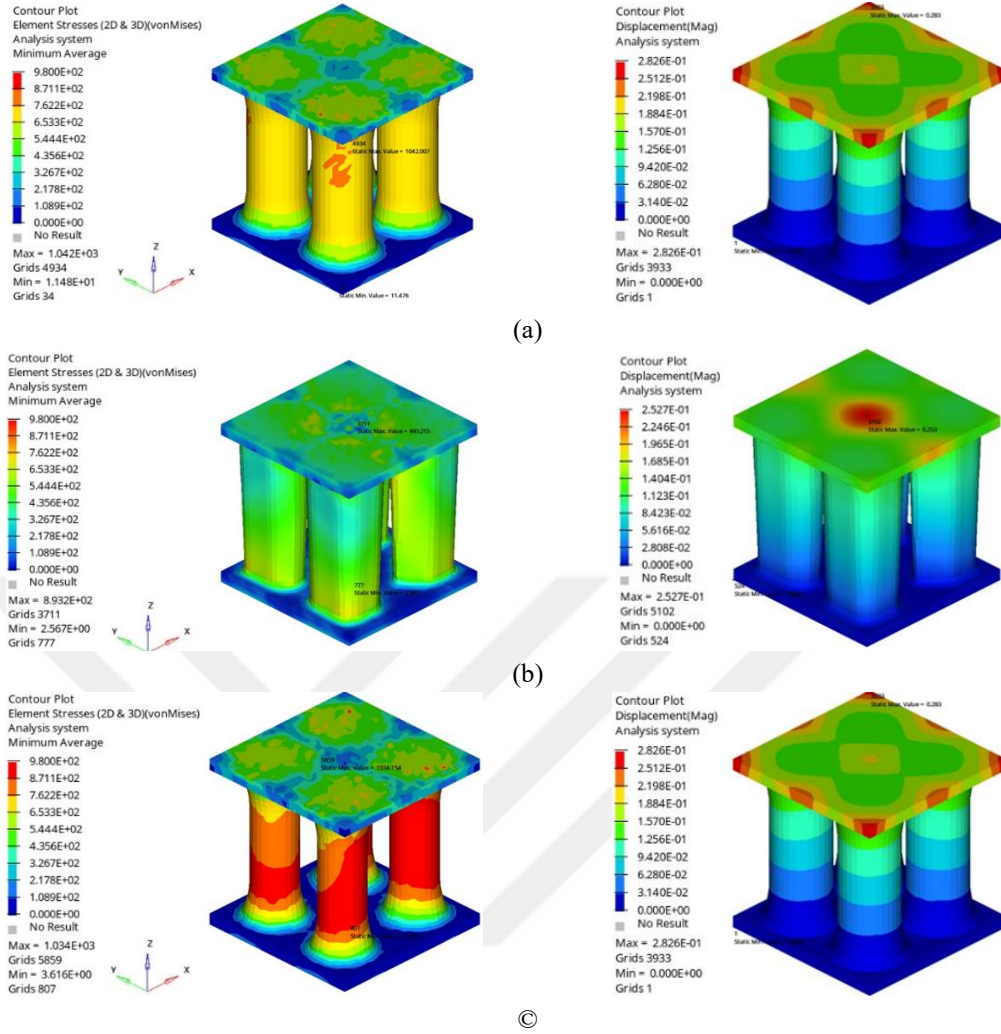 Contour Plot
Element Stresses (2D & 3D)(vonMises)
Analysis system
Minimum Average
9.800E+02
8.711E+02
7.622E+02
6.533E+02
5.444E+02
4.356E+02
3.267E+02
2.178E+02
1.089E+02
0.000E+00
No Result
Max = 1.042E+03
Grids 4934
Min = 1.148E+01
Grids 34
Z
Y
X
4934
Static Max. Value = 1042.007
Static Min. Value = 11.476
Contour Plot
Displacement(Mag)
Analysis system
2.826E-01
2.512E-01
2.198E-01
1.884E-01
1.570E-01
1.256E-01
9.420E-02
6.280E-02
3.140E-02
0.000E+00
No Result
Max = 2.826E-01
Grids 3933
Min = 0.000E+00
Grids 1
Static Max. Value = 0.283
1
(a)
Contour Plot
Element Stresses (2D & 3D)(vonMises)
Analysis system
Minimum Average
9.800E+02
8.711E+02
7.622E+02
6.533E+02
5.444E+02
4.356E+02
3.267E+02
2.178E+02
1.089E+02
0.000E+00
No Result
Max = 8.932E+02
Grids 3711
Min = 2.567E+00
Grids 777
Z
Y
X
3711
Static Max. Value = 893.215
777
Contour Plot
Displacement(Mag)
Analysis system
2.527E-01
2.246E-01
1.965E-01
1.685E-01
1.404E-01
1.123E-01
8.423E-02
5.616E-02
2.808E-02
0.000E+00
No Result
Max = 2.527E-01
Grids 5102
Min = 0.000E+00
Grids 524
5102
Static Max. Value = 0.253
(b)
Contour Plot
Element Stresses (2D & 3D)(vonMises)
Analysis system
Minimum Average
9.800E+02
8.711E+02
7.622E+02
6.533E+02
5.444E+02
4.356E+02
3.267E+02
2.178E+02
1.089E+02
0.000E+00
No Result
Max = 1.034E+03
Grids 5859
Min = 3.616E+00
Grids 807
Z
Y
X
5859
Static Max. Value = 1034.154
807
Contour Plot
Displacement(Mag)
Analysis system
2.826E-01
2.512E-01
2.198E-01
1.884E-01
1.570E-01
1.256E-01
9.420E-02
6.280E-02
3.140E-02
0.000E+00
No Result
Max = 2.826E-01
Grids 3933
Min = 0.000E+00
Grids 1
Static Max. Value = 0.283
1
©